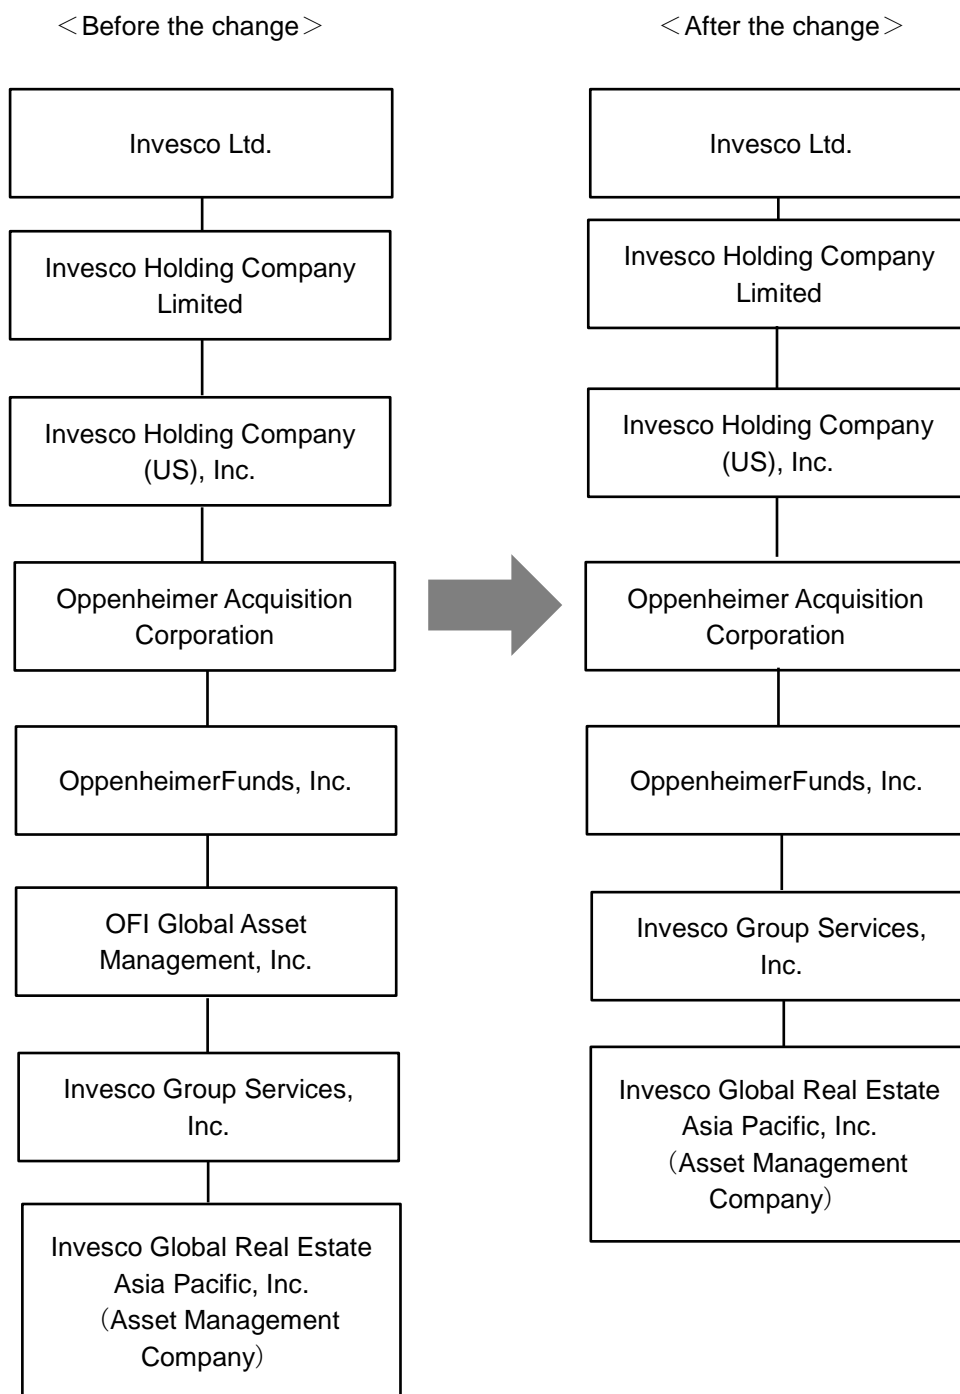 ＜Before the change＞
Invesco Ltd.
Invesco Holding Company
Limited
Invesco Holding Company
(US), Inc.
Oppenheimer Acquisition
Corporation
OppenheimerFunds, Inc.
OFI Global Asset
Management, Inc.
Invesco Group Services,
Inc.
Invesco Global Real Estate
Asia Pacific, Inc.
（Asset Management
Company）
＜After the change＞
Invesco Ltd.
Invesco Holding Company
Limited
Invesco Holding Company
(US), Inc.
Oppenheimer Acquisition
Corporation
OppenheimerFunds, Inc.
Invesco Group Services,
Inc.
Invesco Global Real Estate
Asia Pacific, Inc.
（Asset Management
Company）